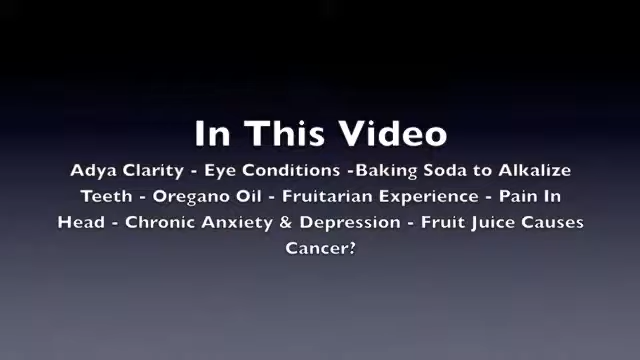 In This Video
Adya Clarity - Eye Conditions -Baking Soda to Alkalize
Teeth - Oregano Oil - Fruitarian Experience - Pain In
Head - Chronic Anxiety & Depression - Fruit Juice Causes
Cancer?